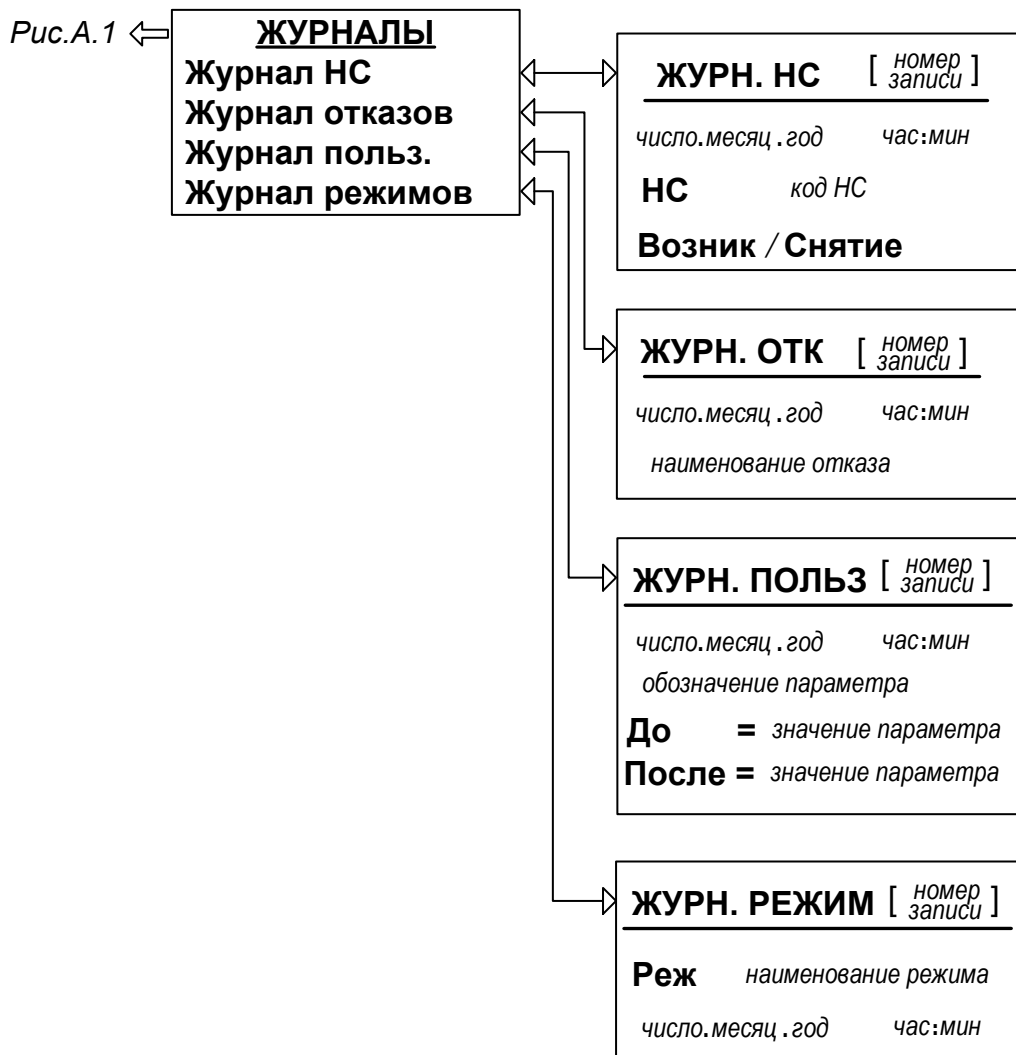 Рис.А.1
ЖУРНАЛЫ
Журнал НС
Журнал отказов
Журнал польз.
Журнал режимов
ЖУРН. НС [ номер записи ]
число.месяц.год час:мин
НС код НС
Возник / Снятие
ЖУРН. ОТК [ номер записи ]
число.месяц.год час:мин
наименование отказа
ЖУРН. ПОЛЬЗ [ номер записи ]
число.месяц.год час:мин
обозначение параметра
До = значение параметра
После = значение параметра
ЖУРН. РЕЖИМ [ номер записи ]
Реж наименование режима
число.месяц.год час:мин